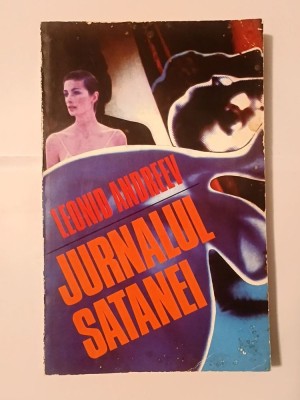 LEONID ANDREEV
JURNALUL
SATANEI